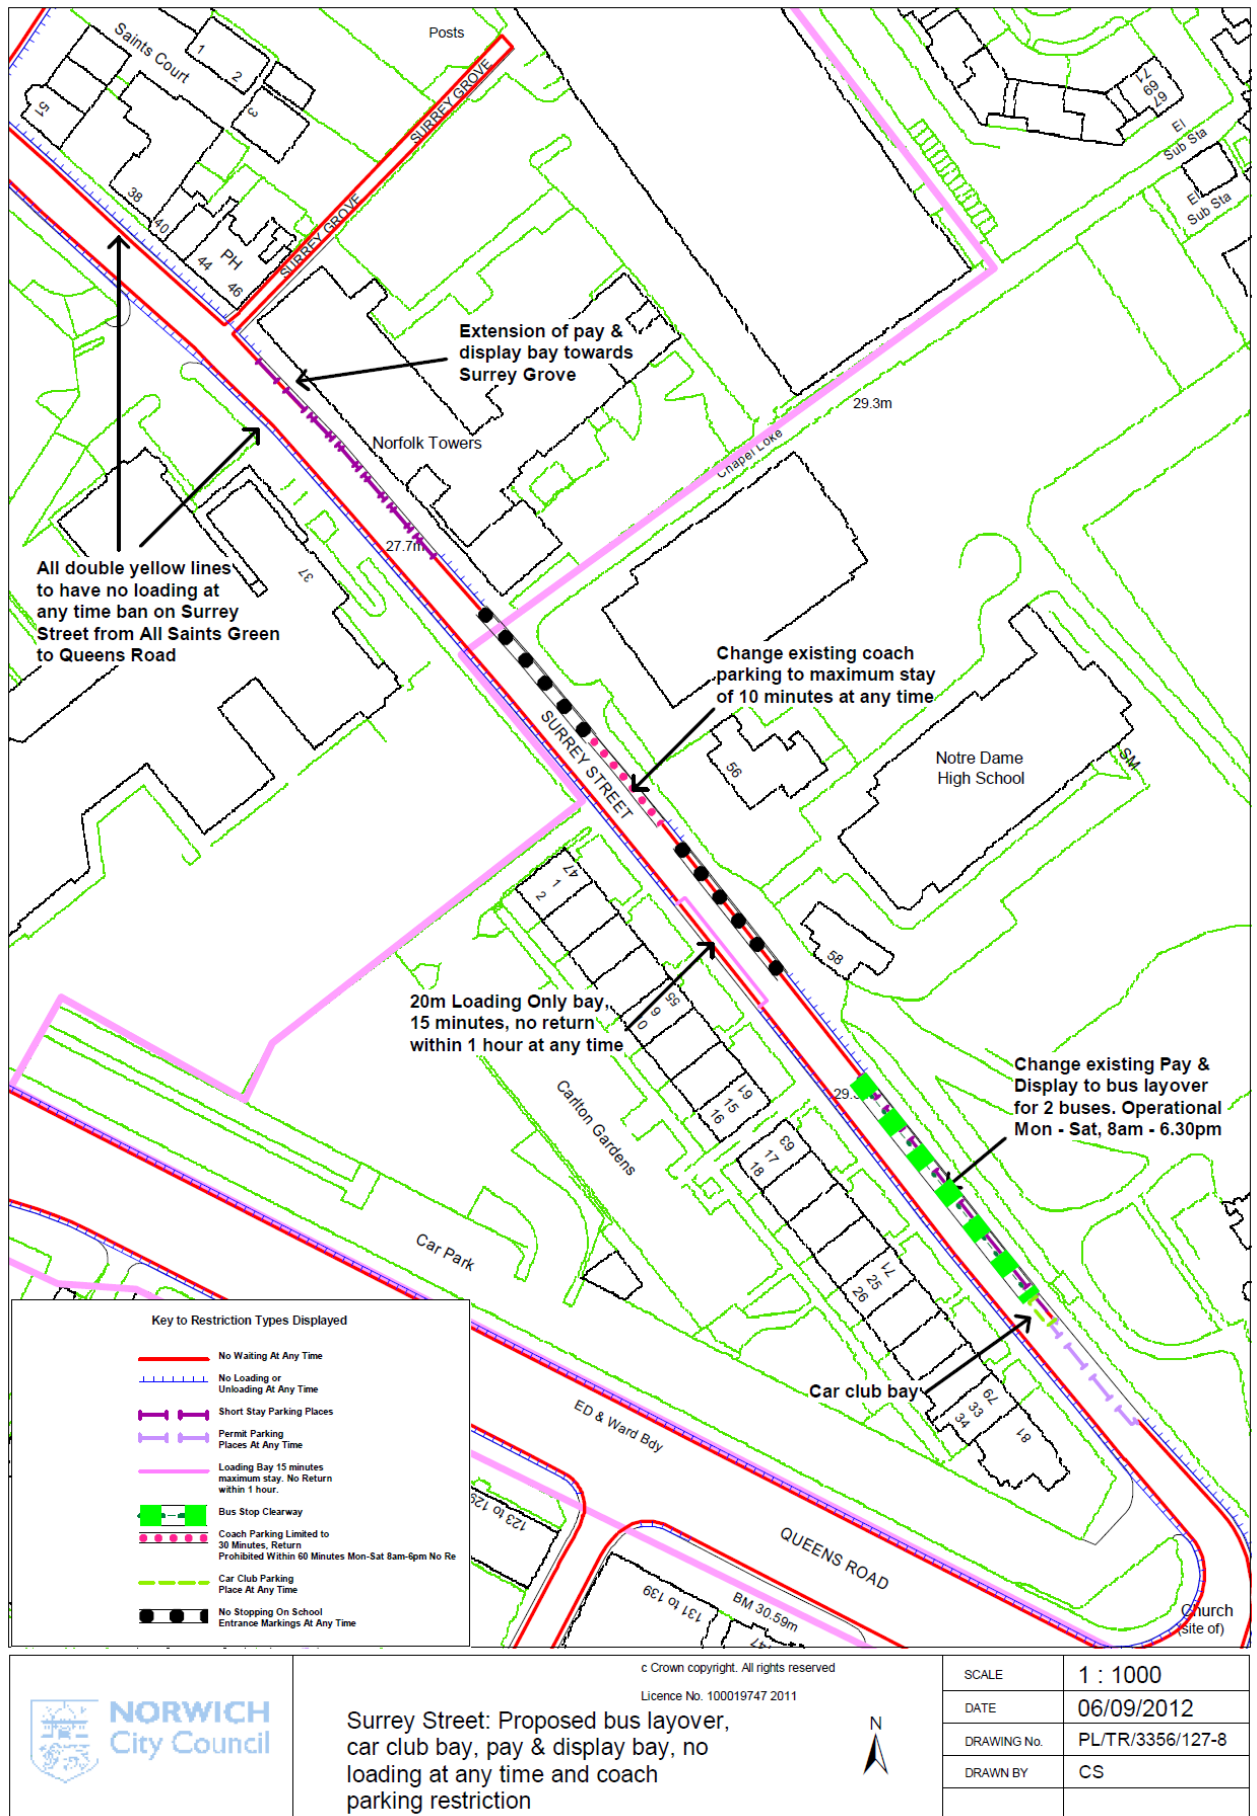 Posts
Saints Court
1
2
3
51
SURREY GROVE
71
69
67
El
Sub Sta
El
Sub Sta
38
40
44
46
PH
SURREY GROVE
Extension of pay &
display bay towards
Surrey Grove
29.3m
Norfolk Towers
Chapel Loke
27.7m
37
All double yellow lines
to have no loading at
any time ban on Surrey
Street from All Saints Green
to Queens Road
Change existing coach
parking to maximum stay
of 10 minutes at any time
SURREY STREET
56
Notre Dame
High School
SM
47
1
2
58
20m Loading Only bay,
15 minutes, no return
within 1 hour at any time
55
9
0
Change existing Pay &
Display to bus layover
for 2 buses. Operational
Mon - Sat, 8am - 6.30pm
Carlton Gardens
61
15
16
63
17
18
Car Park
71
25
26
Car club bay
79
33
34
81
ED & Ward Bdy
QUEENS ROAD
123 to 129
131 to 139
BM 30.59m
147
Church
(site of)
Key to Restriction Types Displayed
No Waiting At Any Time
No Loading or
Unloading At Any Time
Short Stay Parking Places
Permit Parking
Places At Any Time
Loading Bay 15 minutes
maximum stay. No Return
within 1 hour.
Bus Stop Clearway
Coach Parking Limited to
30 Minutes, Return
Prohibited Within 60 Minutes Mon-Sat 8am-6pm No Re
Car Club Parking
Place At Any Time
No Stopping On School
Entrance Markings At Any Time
NORWICH
City Council
c Crown copyright. All rights reserved
Licence No. 100019747 2011
Surrey Street: Proposed bus layover,
car club bay, pay & display bay, no
loading at any time and coach
parking restriction
N
SCALE 1 : 1000
DATE 06/09/2012
DRAWING No. PL/TR/3356/127-8
DRAWN BY CS